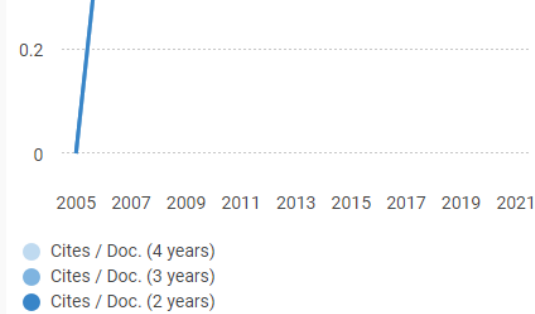 0.2
0
2005 2007 2009 2011 2013 2015 2017 2019 2021
Cites / Doc. (4 years)
Cites / Doc. (3 years)
Cites / Doc. (2 years)